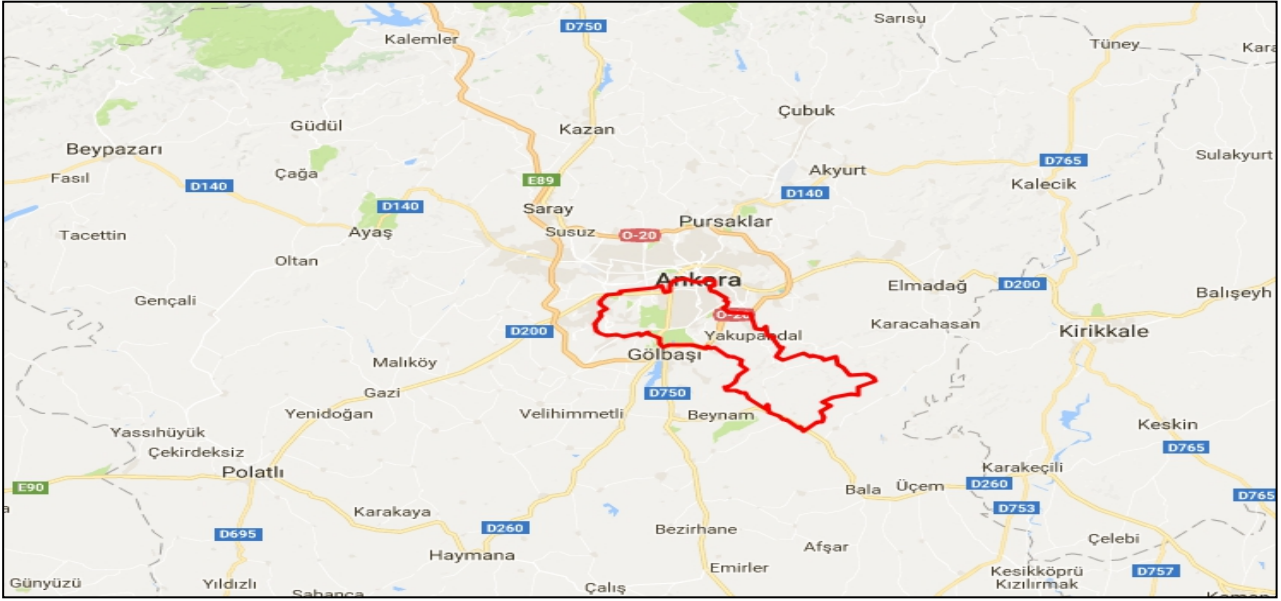 Sarısu
D750
Kalemler
Tüney
Kara
Çubuk
Güdül
Kazan
Beypazarı
Sulakyurt
D765
Çağa
Akyurt
Fasıl
E89
D140
D140
Kalecik
D140
Saray
Pursaklar
Ayaş
Susuz
O-20
Tacettin
Oltan
Ankara
Elmadağ
D200
Balışeyh
Gençali
O-20
Karacahasan
D200
Yakupabdal
Kirikkale
Gölbaşı
Malıköy
Gazi
D750
Yenidoğan
Velihimmetli
Beynam
Keskin
Yassıhüyük
Çekirdeksiz
D765
Polatlı
Karakeçili
E90
Bala
Üçem
D260
D765
Karakaya
D753
D260
D695
Bezirhane
Çelebi
Afşar
Haymana
Emirler
Kesikköprü
D757
Günyüzü
Yıldızlı
Kızılırmak
Çalış